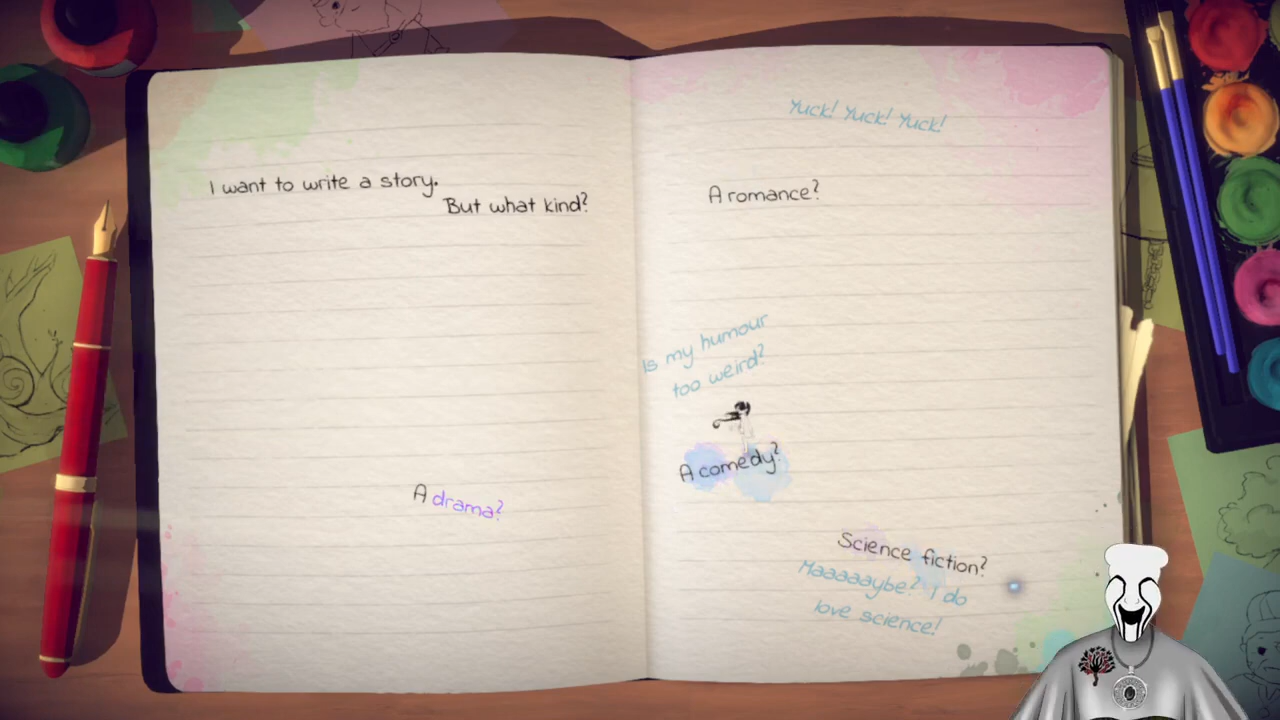 I want to write a story.
But what kind?
A drama?
Yuck! Yuck! Yuck!
A romance?
Is my humour
too weird?
A comedy?
Science fiction?
Maaaaaybe? I do
love science!